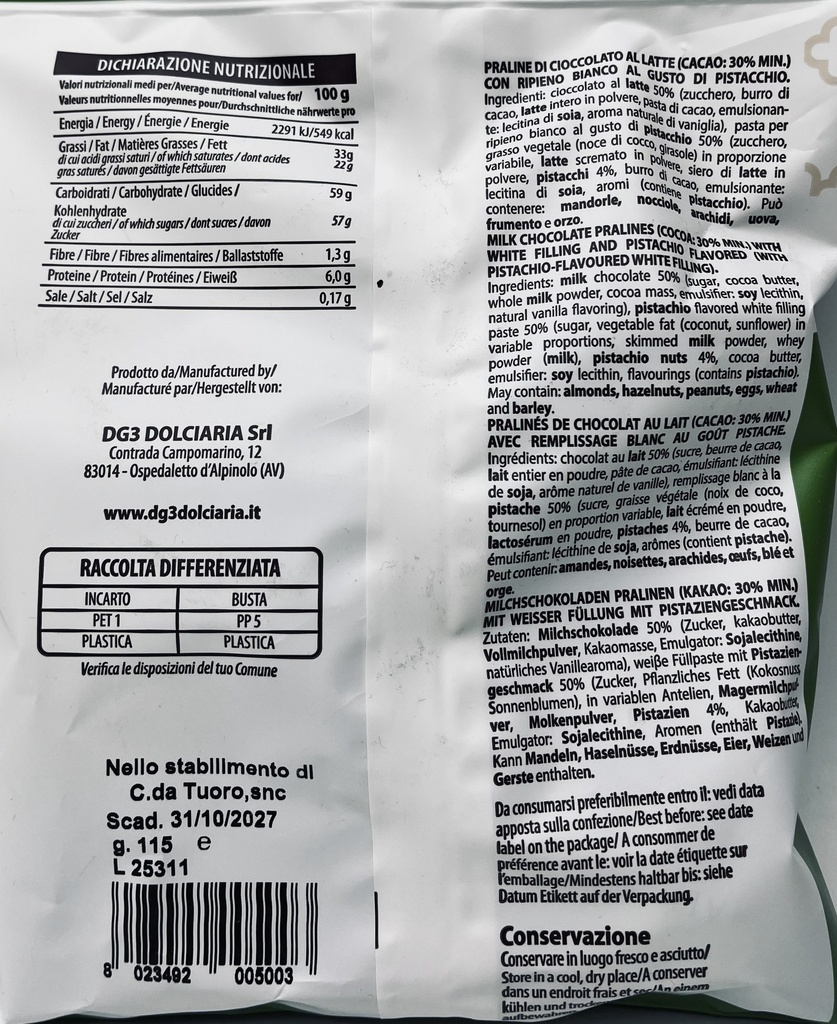 DICHIARAZIONE NUTRIZIONALE
Valori nutrizionali medi per/Average nutritional values for/ 100 g
Valeurs nutritionnelles moyennes pour/Durchschnittliche nährwerte pro
Energia / Energy / Énergie / Energie 2291 kJ/549 kcal
Grassi / Fat / Matières Grasses / Fett 33g
di cui acidi grassi saturi / of which saturates / dont acides 22g
gras saturés / davon gesättigte Fettsäuren
Carboidrati / Carbohydrate / Glucides / 59 g
Kohlenhydrate
di cui zuccheri / of which sugars / dont sucres / davon 57 g
Zucker
Fibre / Fibre / Fibres alimentaires / Ballaststoffe 1,3 g
Proteine / Protein / Protéines / Eiweiß 6,0 g
Sale / Salt / Sel / Salz 0,17 g
Prodotto da/Manufactured by/
Manufacturé par/Hergestellt von:
DG3 DOLCIARIA Srl
Contrada Campomarino, 12
83014 - Ospedaletto d'Alpinolo (AV)
www.dg3dolciaria.it
RACCOLTA DIFFERENZIATA
INCARTO BUSTA
PET 1 PP 5
PLASTICA PLASTICA
Verifica le disposizioni del tuo Comune
Nello stabilimento di
C.da Tuoro,snc
Scad. 31/10/2027
g. 115 e
L 25311
8 023492 005003
PRALINE DI CIOCCOLATO AL LATTE (CACAO: 30% MIN.)
CON RIPIENO BIANCO AL GUSTO DI PISTACCHIO.
Ingredienti: cioccolato al latte 50% (zucchero, burro di
cacao, latte intero in polvere, pasta di cacao, emulsionan-
te: lecitina di soia, aroma naturale di vaniglia), pasta per
ripieno bianco al gusto di pistacchio 50% (zucchero,
grasso vegetale (noce di cocco, girasole) in proporzione
variabile, latte scremato in polvere, siero di latte in
polvere, pistacchi 4%, burro di cacao, emulsionante:
lecitina di soia, aromi (contiene pistacchio). Può
contenere: mandorle, nocciole, arachidi, uova,
frumento e orzo.
MILK CHOCOLATE PRALINES (COCOA: 30% MIN.) WITH
WHITE FILLING AND PISTACHIO FLAVORED (WITH
PISTACHIO-FLAVOURED WHITE FILLING).
Ingredients: milk chocolate 50% (sugar, cocoa butter,
whole milk powder, cocoa mass, emulsifier: soy lecithin,
natural vanilla flavoring), pistachio flavored white filling
paste 50% (sugar, vegetable fat (coconut, sunflower) in
variable proportions, skimmed milk powder, whey
powder (milk), pistachio nuts 4%, cocoa butter,
emulsifier: soy lecithin, flavourings (contains pistachio).
May contain: almonds, hazelnuts, peanuts, eggs, wheat
and barley.
PRALINÉS DE CHOCOLAT AU LAIT (CACAO: 30% MIN.)
AVEC REMPLISSAGE BLANC AU GOÛT PISTACHE.
Ingrédients: chocolat au lait 50% (sucre, beurre de cacao,
lait entier en poudre, pâte de cacao, émulsifiant: lécithine
de soja, arôme naturel de vanille), remplissage blanc à la
pistache 50% (sucre, graisse végétale (noix de coco,
tournesol) en proportion variable, lait écrémé en poudre,
lactosérum en poudre, pistaches 4%, beurre de cacao,
émulsifiant: lécithine de soja, arômes (contient pistache).
Peut contenir: amandes, noisettes, arachides, œufs, blé et
orge.
MILCHSCHOKOLADEN PRALINEN (KAKAO: 30% MIN.)
MIT WEISSER FÜLLUNG MIT PISTAZIENGESCHMACK.
Zutaten: Milchschokolade 50% (Zucker, kakaobutter,
Vollmilchpulver, Kakaomasse, Emulgator: Sojalecithine,
natürliches Vanillearoma), weiße Füllpaste mit Pistazien-
geschmack 50% (Zucker, Pflanzliches Fett (Kokosnuss,
Sonnenblumen), in variablen Antelien, Magermilchpul-
ver, Molkenpulver, Pistazien 4%, Kakaobutter,
Emulgator: Sojalecithine, Aromen (enthält Pistazie).
Kann Mandeln, Haselnüsse, Erdnüsse, Eier, Weizen und
Gerste enthalten.
Da consumarsi preferibilmente entro il: vedi data
apposta sulla confezione/Best before: see date
label on the package/ A consommer de
préférence avant le: voir la date étiquette sur
l'emballage/Mindestens haltbar bis: siehe
Datum Etikett auf der Verpackung.
Conservazione
Conservare in luogo fresco e asciutto/
Store in a cool, dry place/A conserver
dans un endroit frais et sec/An einem
kühlen und